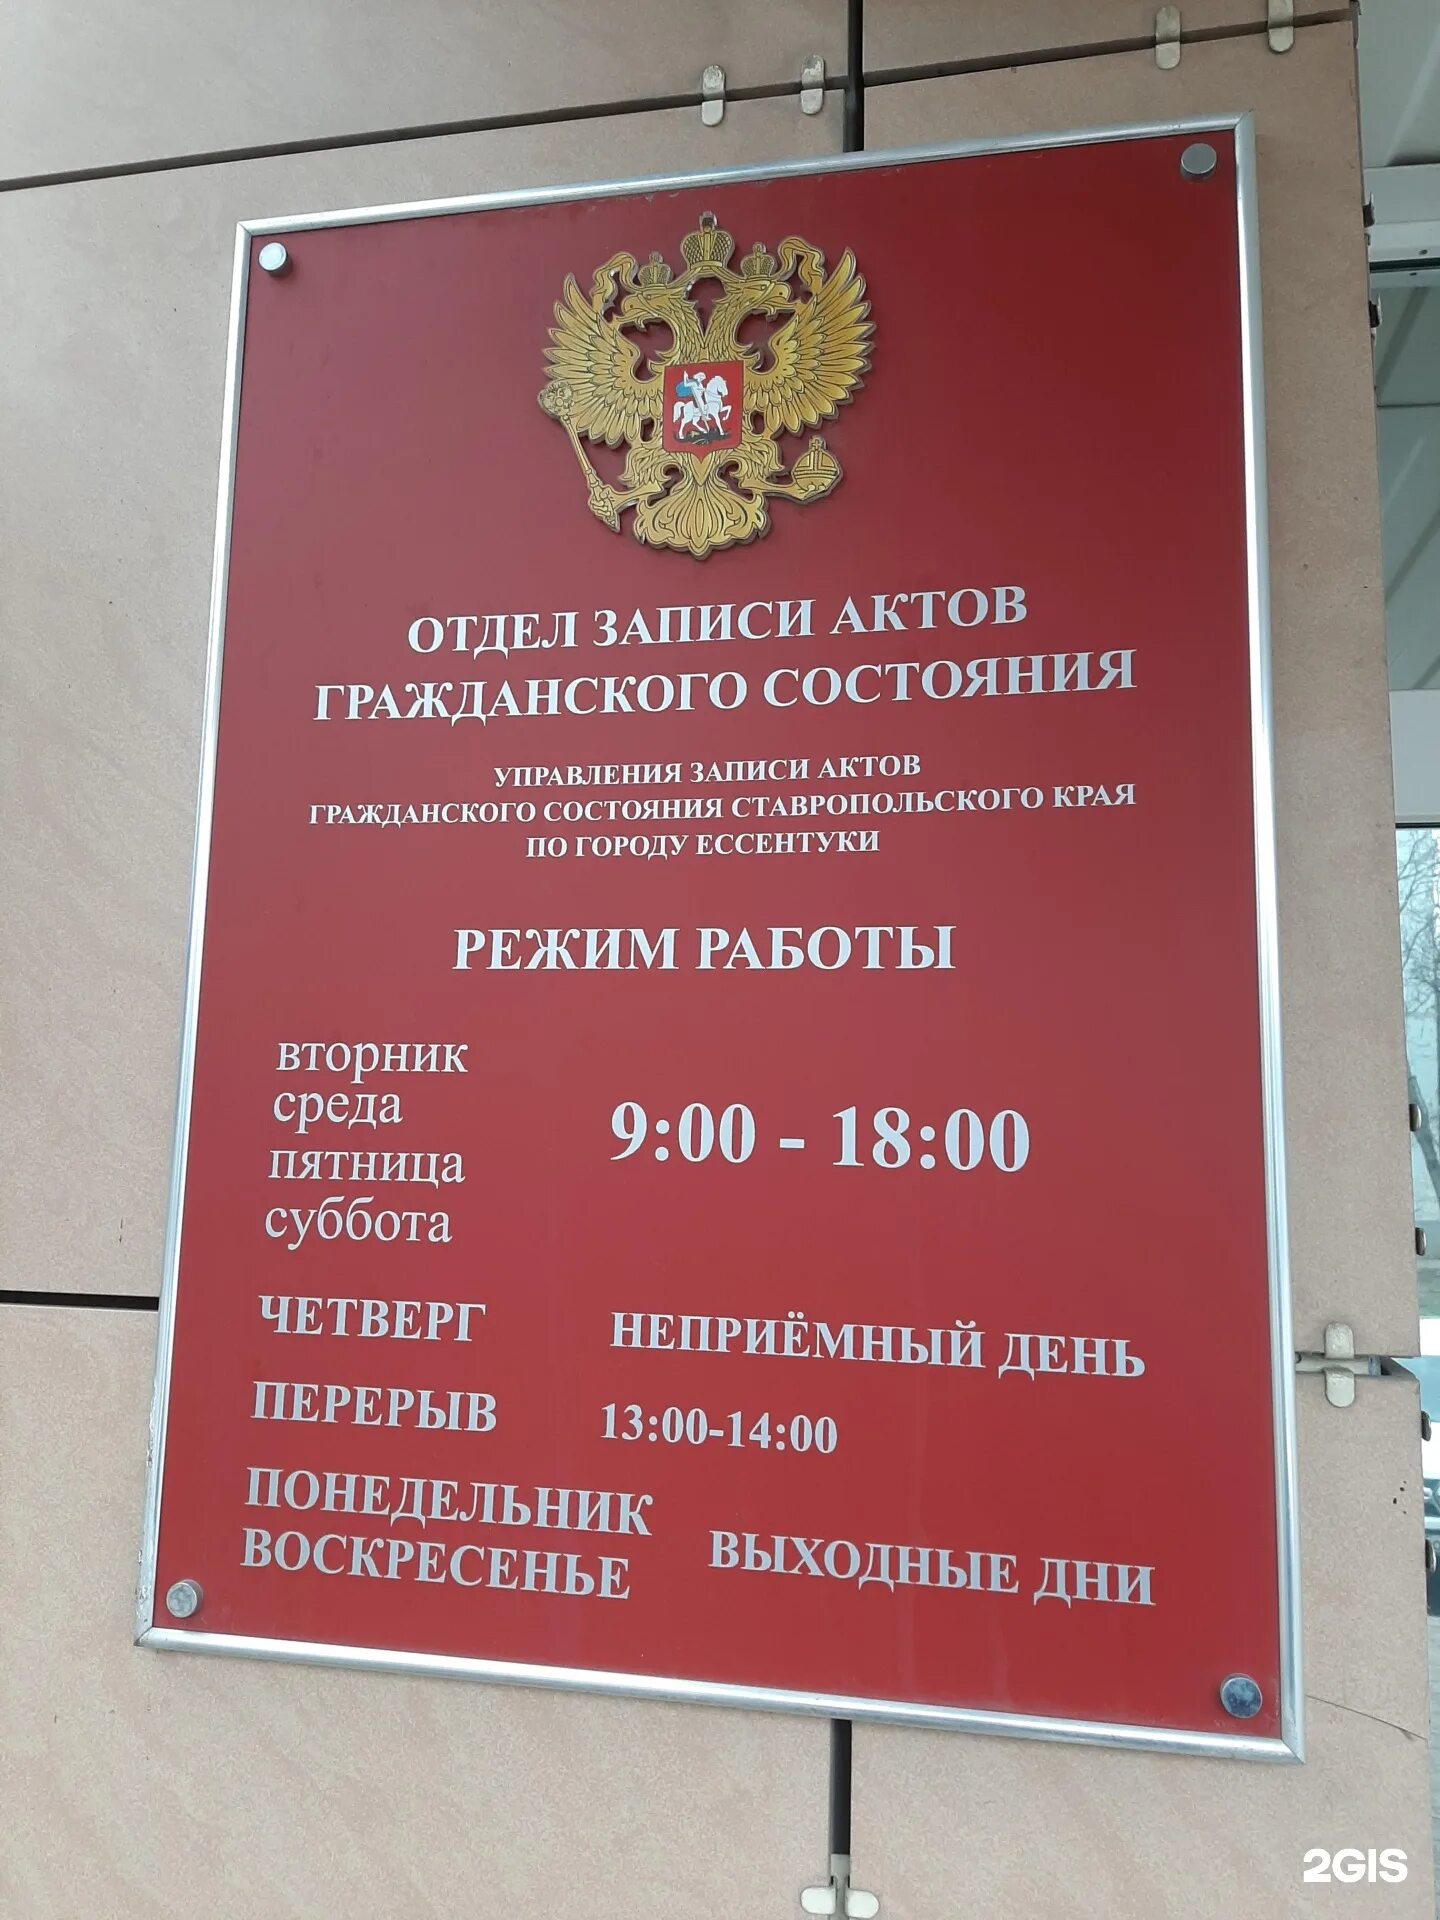 ОТДЕЛ ЗАПИСИ АКТОВ
ГРАЖДАНСКОГО СОСТОЯНИЯ
УПРАВЛЕНИЯ ЗАПИСИ АКТОВ
ГРАЖДАНСКОГО СОСТОЯНИЯ СТАВРОПОЛЬСКОГО КРАЯ
ПО ГОРОДУ ЕССЕНТУКИ
РЕЖИМ РАБОТЫ
вторник
среда
9:00 - 18:00
пятница
суббота
ЧЕТВЕРГ НЕПРИЁМНЫЙ ДЕНЬ
ПЕРЕРЫВ 13:00-14:00
ПОНЕДЕЛЬНИК
ВОСКРЕСЕНЬЕ ВЫХОДНЫЕ ДНИ
2GIS